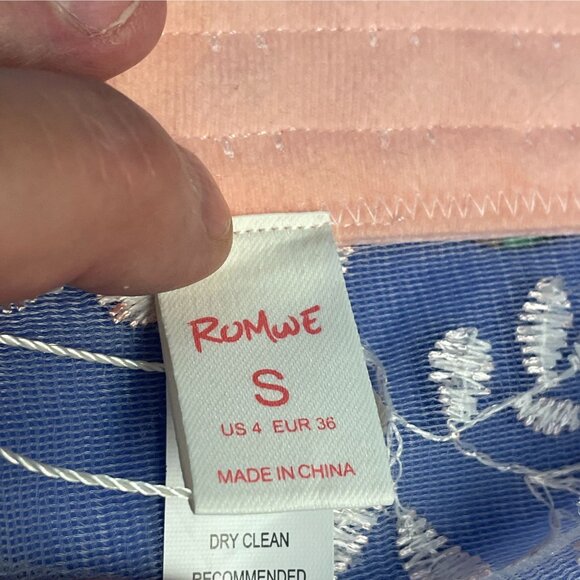 ROMWE
S
US 4 EUR 36
MADE IN CHINA
DRY CLEAN
RECOMMENDED